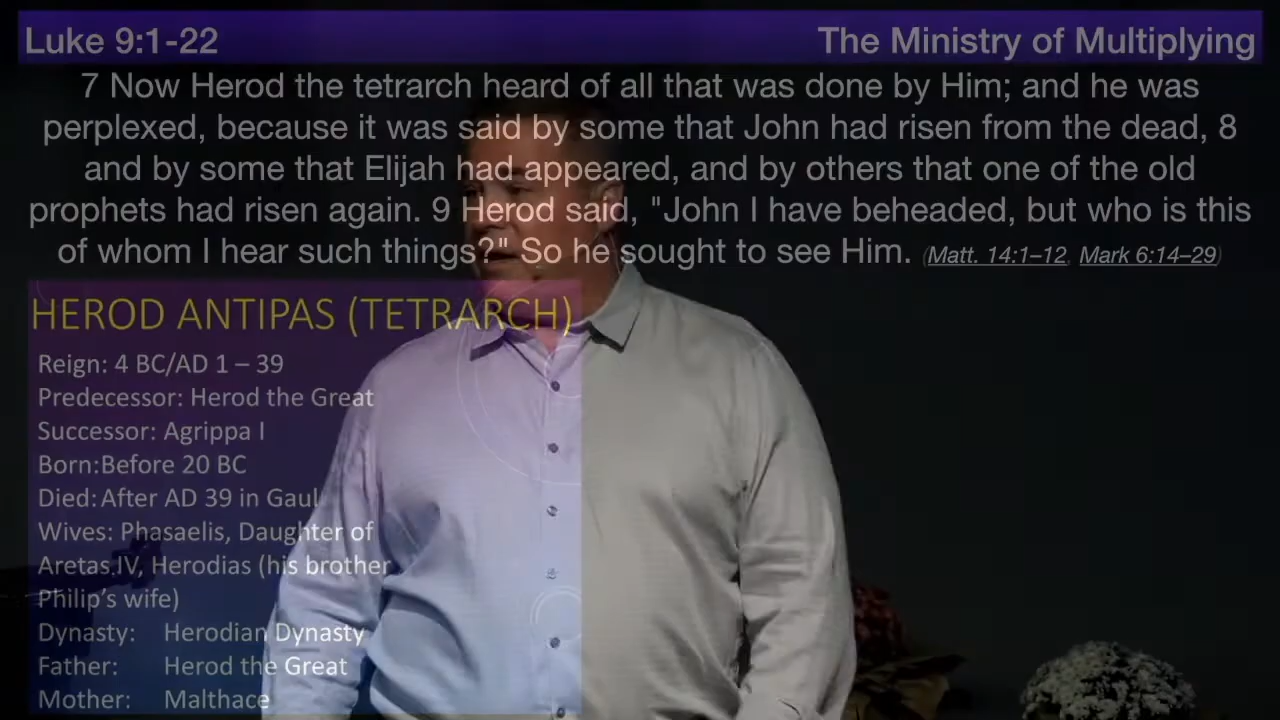 Luke 9:1-22
The Ministry of Multiplying
7 Now Herod the tetrarch heard of all that was done by Him; and he was
perplexed, because it was said by some that John had risen from the dead, 8
and by some that Elijah had appeared, and by others that one of the old
prophets had risen again. 9 Herod said, "John I have beheaded, but who is this
of whom I hear such things?" So he sought to see Him. (Matt. 14:1–12, Mark 6:14–29)
HEROD ANTIPAS (TETRARCH)
Reign: 4 BC/AD 1 – 39
Predecessor: Herod the Great
Successor: Agrippa I
Born:Before 20 BC
Died:After AD 39 in Gaul
Wives: Phasaelis, Daughter of
Aretas,IV, Herodias (his brother
Philip’s wife)
Dynasty: Herodian Dynasty
Father: Herod the Great
Mother: Malthace